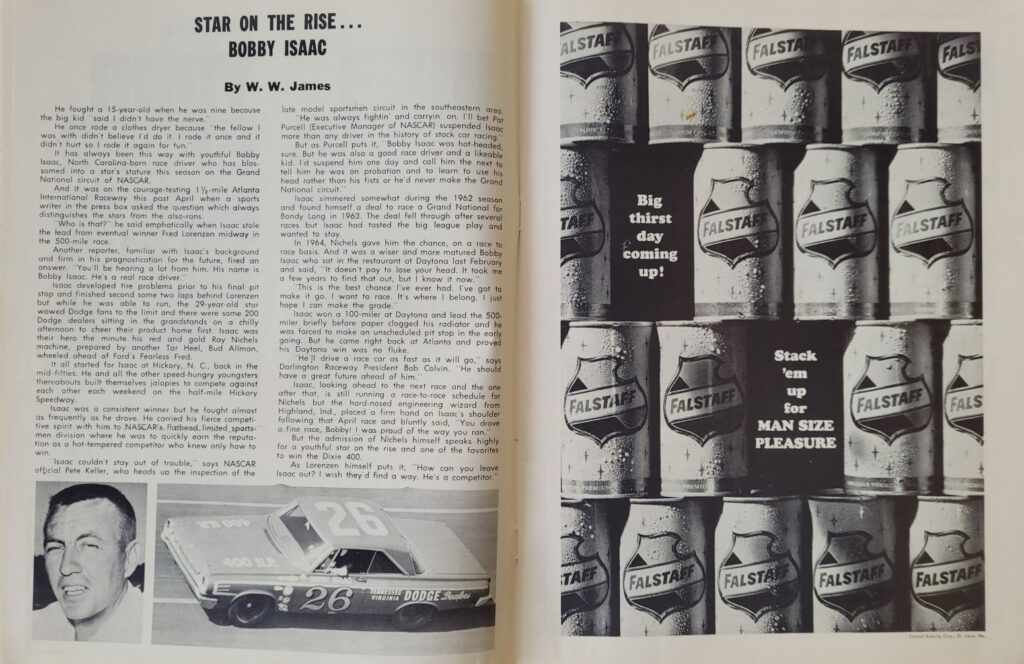 STAR ON THE RISE...
BOBBY ISAAC
By W. W. James
He fought a 15-year-old when he was nine because
the big kid "said I didn't have the nerve."
He once rode a clothes dryer because "the fellow I
was with didn't believe I'd do it. I rode it once and it
didn't hurt so I rode it again for fun."
It has always been this way with youthful Bobby
Isaac, North Carolina-born race driver who has blos-
somed into a star's stature this season on the Grand
National circuit of NASCAR.
And it was on the courage-testing 1½-mile Atlanta
International Raceway this past April when a sports
writer in the press box asked the question which always
distinguishes the stars from the also-rans.
"Who is that?" he said emphatically when Isaac stole
the lead from eventual winner Fred Lorenzen midway in
the 500-mile race.
Another reporter, familiar with Isaac's background
and firm in his prognostication for the future, fired an
answer. "You'll be hearing a lot from him. His name is
Bobby Isaac. He's a real race driver."
Isaac developed tire problems prior to his final pit
stop and finished second some two laps behind Lorenzen
but while he was able to run, the 29-year-old star
wowed Dodge fans to the limit and there were some 200
Dodge dealers sitting in the grandstands on a chilly
afternoon to cheer their product home first. Isaac was
their hero the minute his red and gold Ray Nichels
machine, prepared by another Tar Heel, Bud Allman,
wheeled ahead of Ford's Fearless Fred.
It all started for Isaac at Hickory, N. C., back in the
mid-fifties. He and all the other speed-hungry youngsters
thereabouts built themselves jalopies to compete against
each other each weekend on the half-mile Hickory
Speedway.
Isaac was a consistent winner but he fought almost
as frequently as he drove. He carried his fierce competi-
tive spirit with him to NASCAR's flathead, limited sports-
men division where he was to quickly earn the reputa-
tion as a hot-tempered competitor who knew only how to
win.
"Isaac couldn't stay out of trouble," says NASCAR
official Pete Keller, who heads up the inspection of the
late model sportsmen circuit in the southeastern area.
"He was always fightin' and carryin' on. I'll bet Pat
Purcell (Executive Manager of NASCAR) suspended Isaac
more than any driver in the history of stock car racing."
But as Purcell puts it, "Bobby Isaac was hot-headed,
sure. But he was also a good race driver and a likeable
kid. I'd suspend him one day and call him the next to
tell him he was on probation and to learn to use his
head rather than his fists or he'd never make the Grand
National circuit."
Isaac simmered somewhat during the 1962 season
and found himself a deal to race a Grand National for
Bondy Long in 1963. The deal fell through after several
races but Isaac had tasted the big league play and
wanted to stay.
In 1964, Nichels gave him the chance, on a race to
race basis. And it was a wiser and more matured Bobby
Isaac who sat in the restaurant at Daytona last February
and said, "It doesn't pay to lose your head. It took me
a few years to find that out, but I know it now.
"This is the best chance I've ever had. I've got to
make it go. I want to race. It's where I belong. I just
hope I can make the grade."
Isaac won a 100-miler at Daytona and lead the 500-
miler briefly before paper clogged his radiator and he
was forced to make an unscheduled pit stop in the early
going. But he came right back at Atlanta and proved
his Daytona win was no fluke.
"He'll drive a race car as fast as it will go," says
Darlington Raceway President Bob Colvin. "He should
have a great future ahead of him."
Isaac, looking ahead to the next race and the one
after that, is still running a race-to-race schedule for
Nichels but the hard-nosed engineering wizard from
Highland, Ind., placed a firm hand on Isaac's shoulder
following that April race and bluntly said, "You drove
a fine race, Bobby! I was proud of the way you ran."
But the admission of Nichels himself speaks highly
for a youthful star on the rise and one of the favorites
to win the Dixie 400.
As Lorenzen himself puts it, "How can you leave
Isaac out? I wish they'd find a way. He's a competitor."
400 H.P.
26
400 H.P.
26
TENNESSEE
VIRGINIA DODGE Dealers
FALSTAFF FALSTAFF FALSTAFF FALSTAFF FALSTAFF
Big
thirst
day
coming
up!
FALSTAFF FALSTAFF FALSTAFF
FALSTAFF FALSTAFF
Stack
'em
up
for
MAN SIZE
PLEASURE
FALSTAFF FALSTAFF
FALSTAFF FALSTAFF FALSTAFF FALSTAFF FALSTAFF
Falstaff Brewing Corp., St. Louis, Mo.